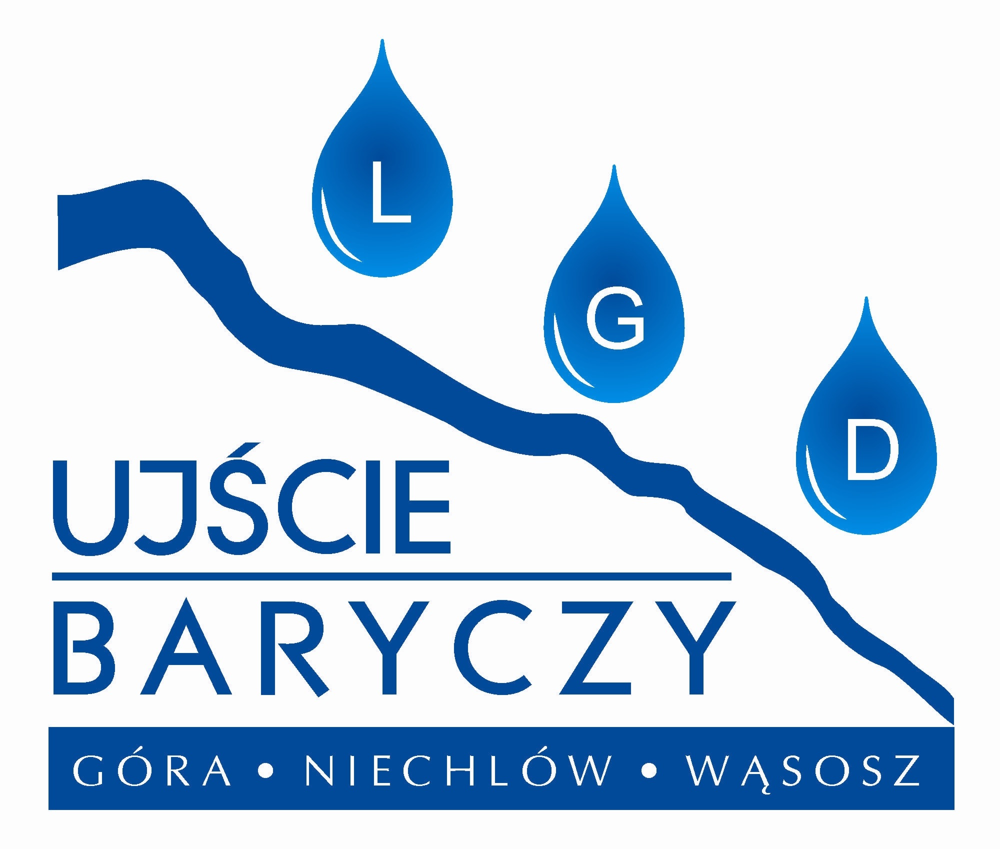 L
G
D
UJŚCIE
BARYCZY
GÓRA • NIECHLÓW • WĄSOSZ